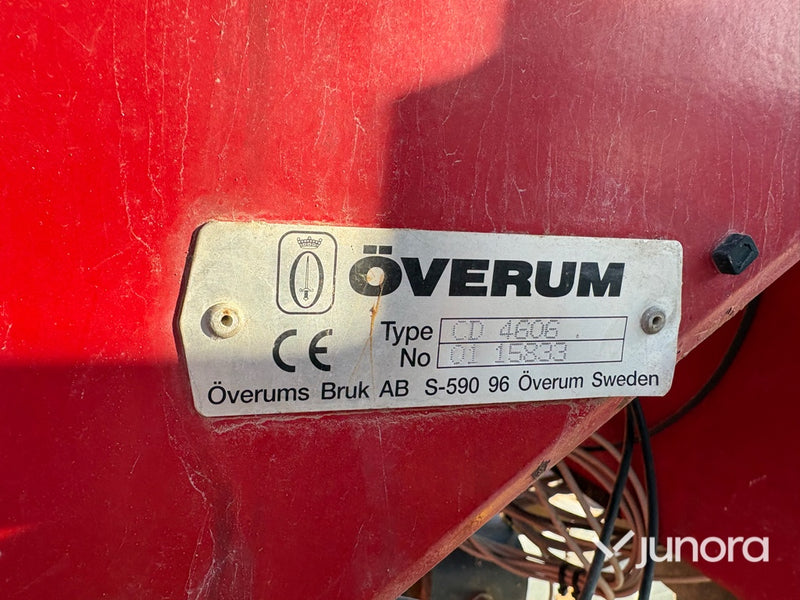 ÖVERUM
CE
Type CD 4606 .
No 01 15833
Överums Bruk AB S-590 96 Överum Sweden
junora